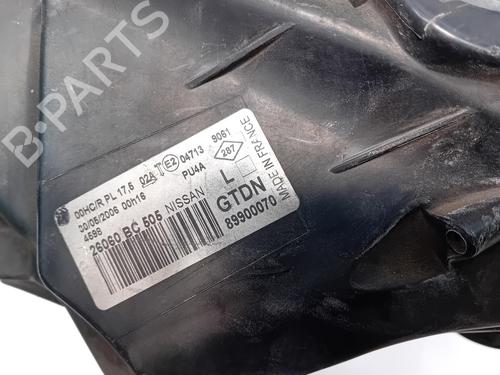 B-PARTS
00HC/R PL 17,5 02A E2 04713 9061
30/05/2006 00h16 PU4A 287
4598
26060 BC 505 NISSAN L
GTDN
89900070
MADE IN FRANCE